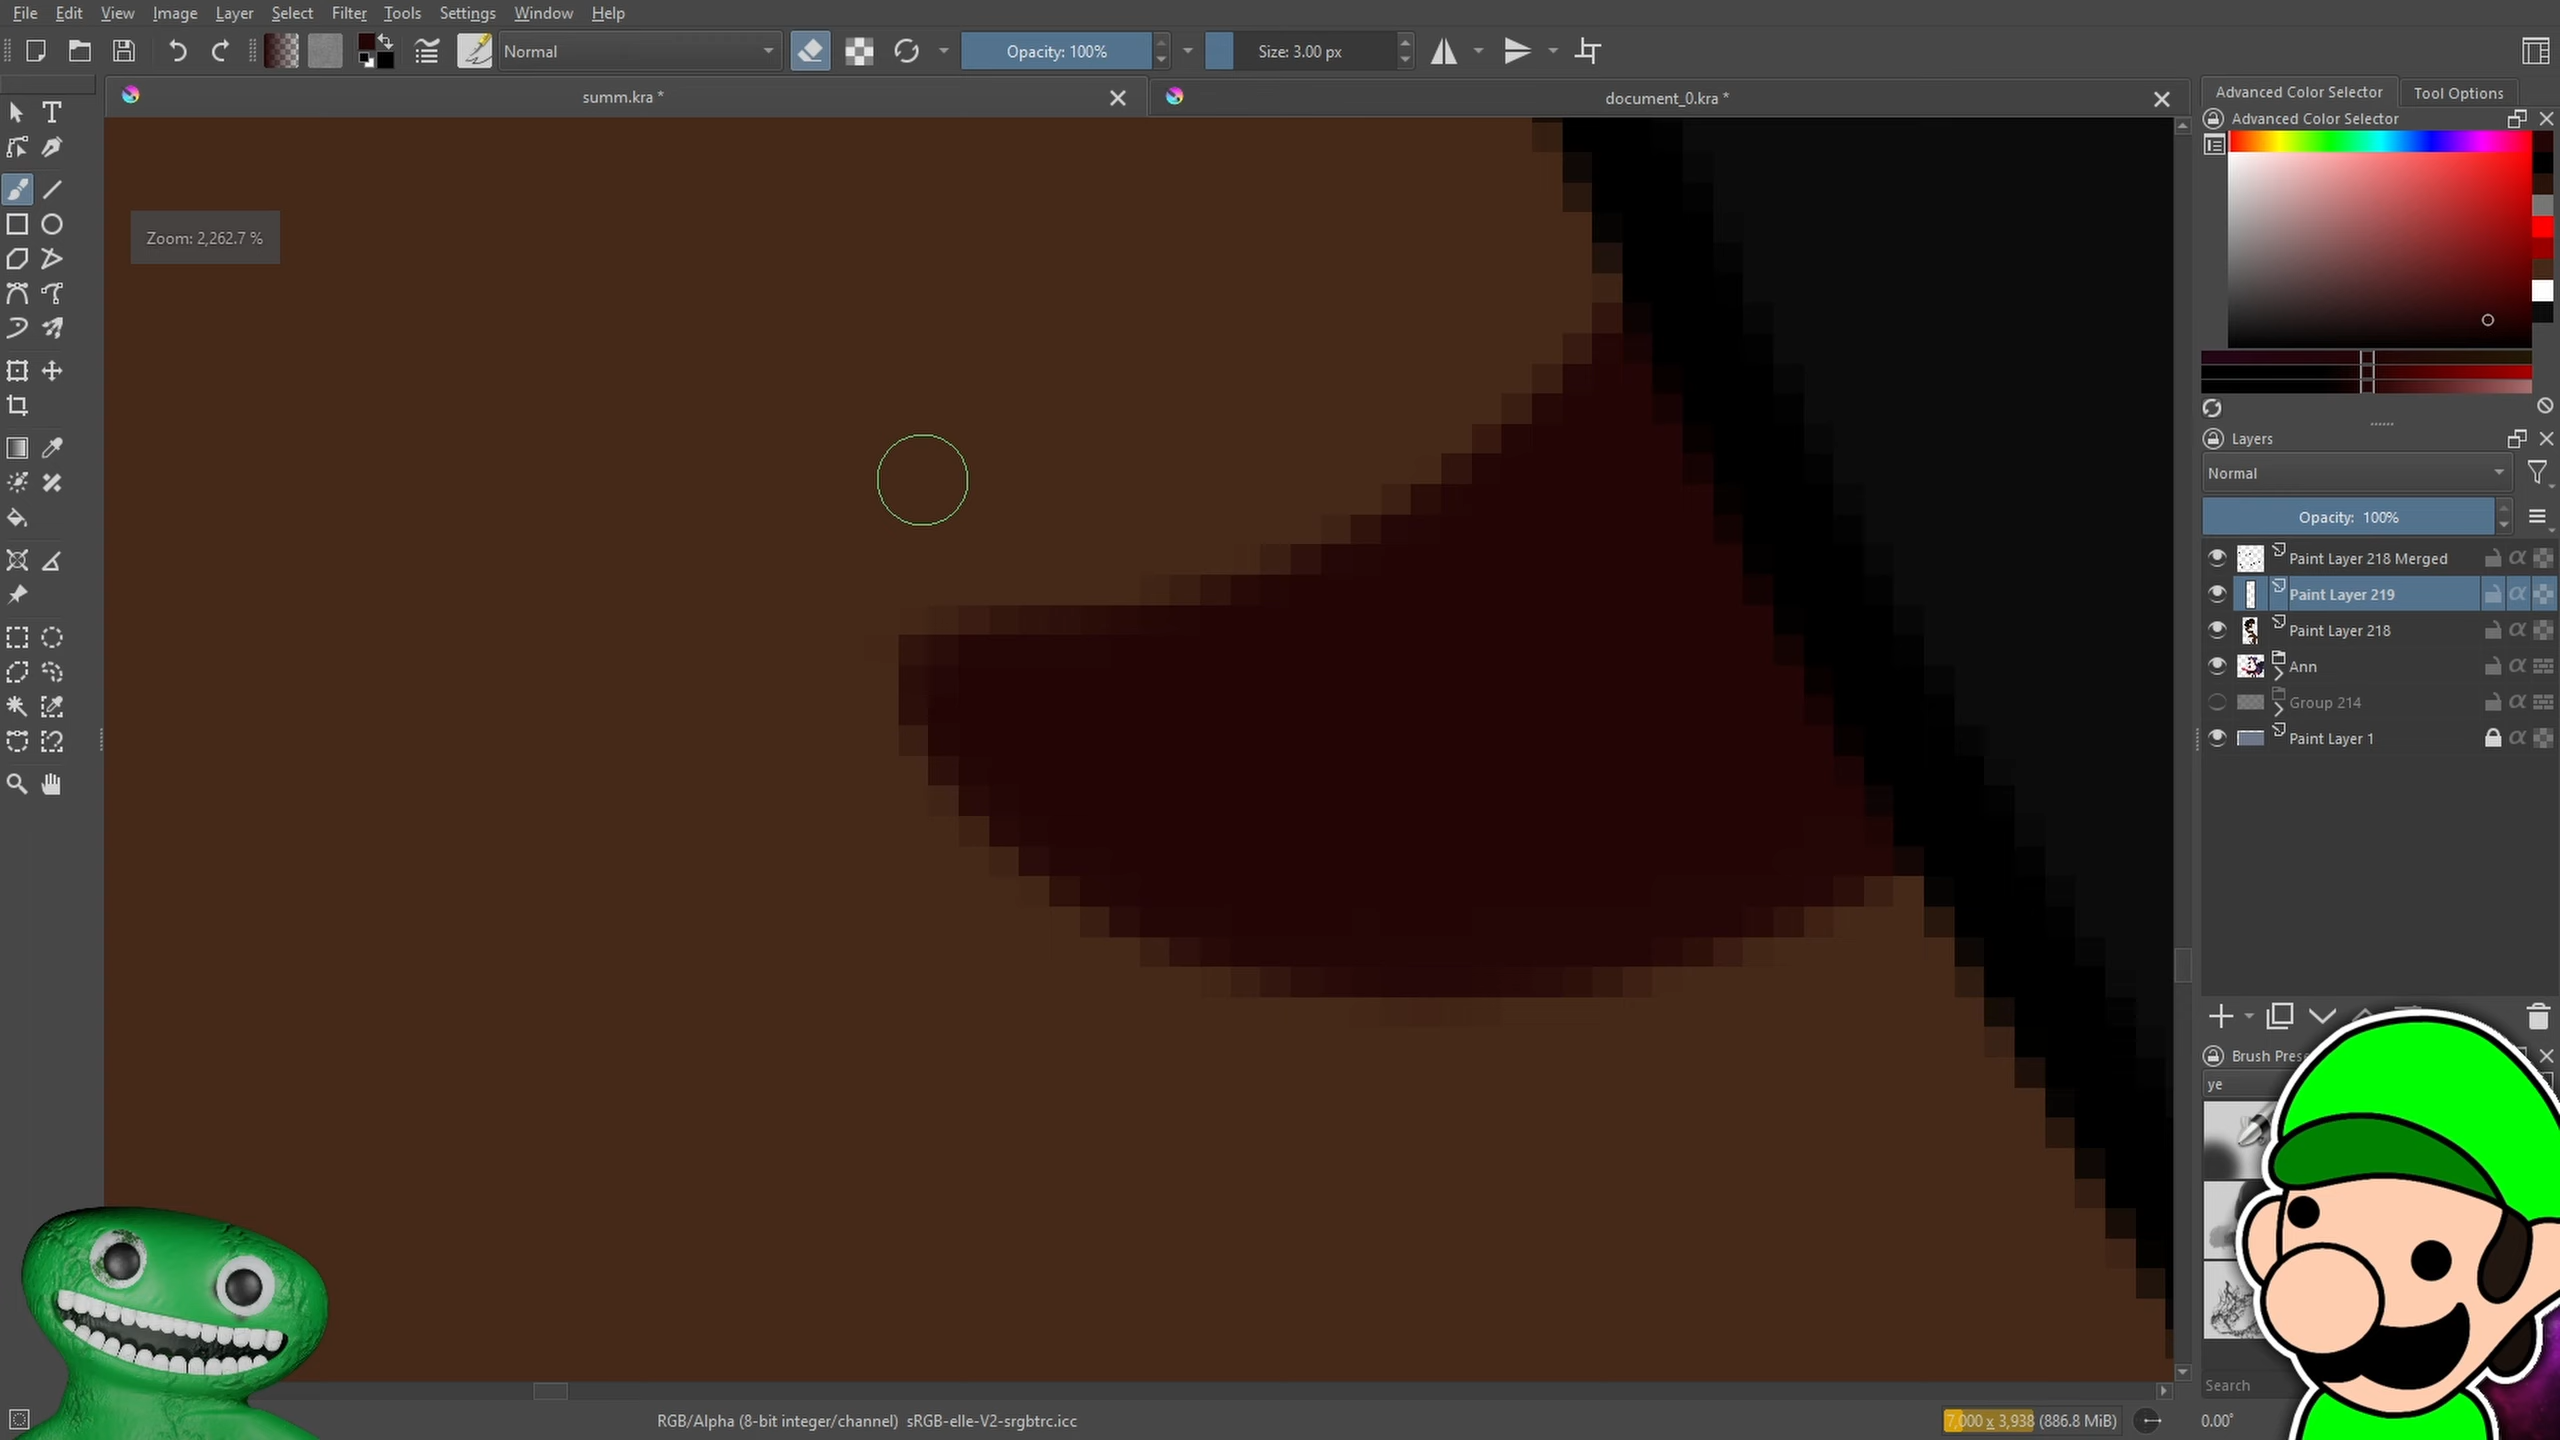 File Edit View Image Layer Select Filter Tools Settings Window Help
Normal
Opacity: 100%
Size: 3.00 px
summ.kra *
document_0.kra *
Advanced Color Selector
Tool Options
Advanced Color Selector
Zoom: 2,262.7 %
Layers
Normal
Opacity: 100%
Paint Layer 218 Merged
Paint Layer 219
Paint Layer 218
Ann
Group 214
Paint Layer 1
Brush Prese
ye
Search
RGB/Alpha (8-bit integer/channel) sRGB-elle-V2-srgbtrc.icc
7,000 x 3,938 (886.8 MiB)
0.00°